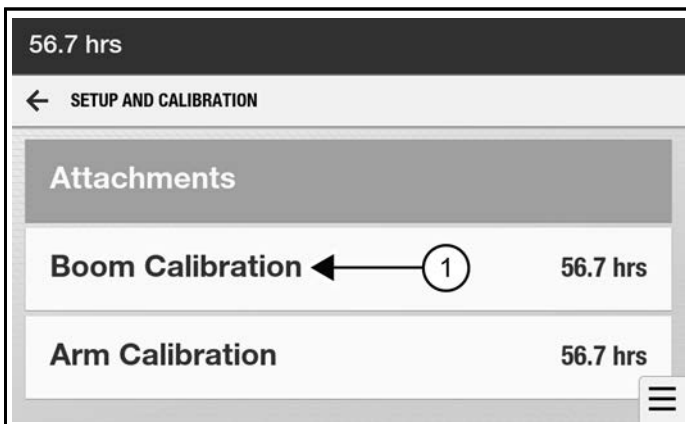 56.7 hrs
← SETUP AND CALIBRATION
Attachments
Boom Calibration 1 56.7 hrs
Arm Calibration 56.7 hrs